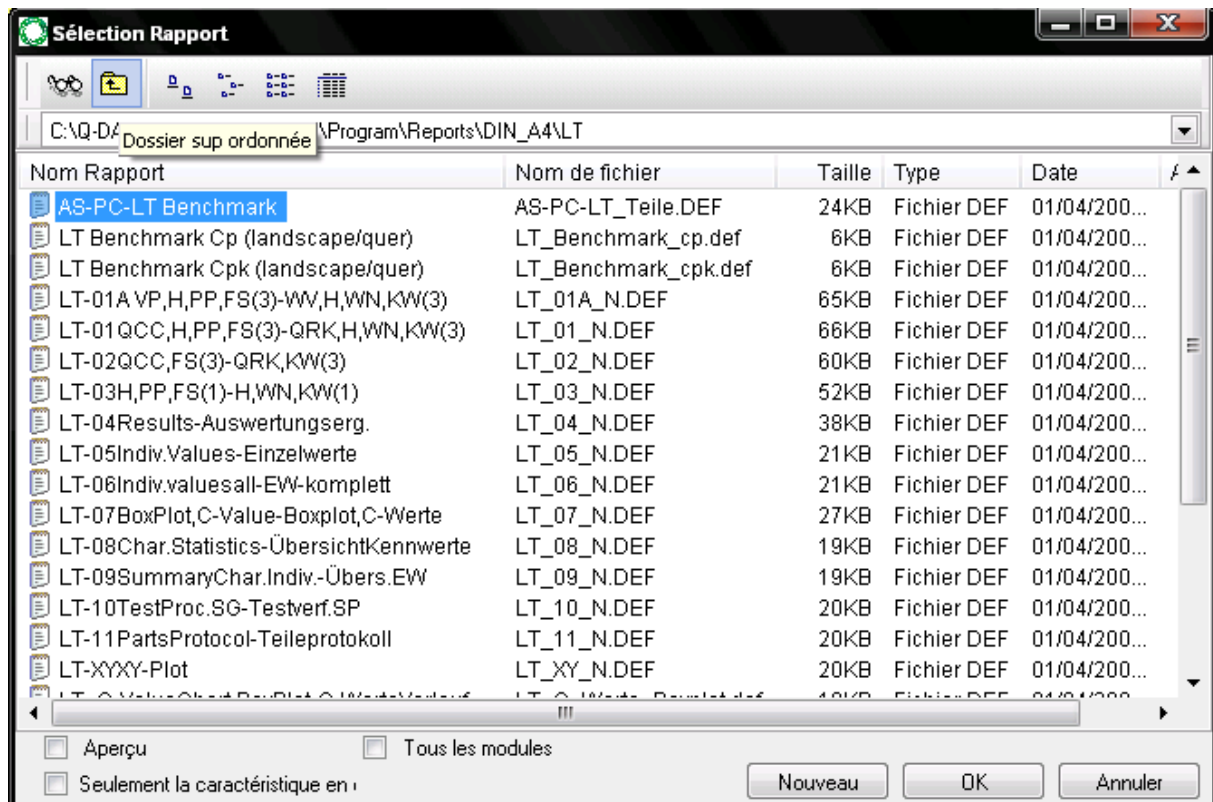 Sélection Rapport
C:\Q-DA \Program\Reports\DIN_A4\LT
Dossier sup ordonnée
Nom Rapport Nom de fichier Taille Type Date
AS-PC-LT Benchmark AS-PC-LT_Teile.DEF 24KB Fichier DEF 01/04/200...
LT Benchmark Cp (landscape/quer) LT_Benchmark_cp.def 6KB Fichier DEF 01/04/200...
LT Benchmark Cpk (landscape/quer) LT_Benchmark_cpk.def 6KB Fichier DEF 01/04/200...
LT-01A VP,H,PP,FS(3)-WV,H,WN,KW(3) LT_01A_N.DEF 65KB Fichier DEF 01/04/200...
LT-01QCC,H,PP,FS(3)-QRK,H,WN,KW(3) LT_01_N.DEF 66KB Fichier DEF 01/04/200...
LT-02QCC,FS(3)-QRK,KW(3) LT_02_N.DEF 60KB Fichier DEF 01/04/200...
LT-03H,PP,FS(1)-H,WN,KW(1) LT_03_N.DEF 52KB Fichier DEF 01/04/200...
LT-04Results-Auswertungserg. LT_04_N.DEF 38KB Fichier DEF 01/04/200...
LT-05Indiv.Values-Einzelwerte LT_05_N.DEF 21KB Fichier DEF 01/04/200...
LT-06Indiv.valuesall-EW-komplett LT_06_N.DEF 21KB Fichier DEF 01/04/200...
LT-07BoxPlot,C-Value-Boxplot,C-Werte LT_07_N.DEF 27KB Fichier DEF 01/04/200...
LT-08Char.Statistics-ÜbersichtKennwerte LT_08_N.DEF 19KB Fichier DEF 01/04/200...
LT-09SummaryChar.Indiv.-Übers.EW LT_09_N.DEF 19KB Fichier DEF 01/04/200...
LT-10TestProc.SG-Testverf.SP LT_10_N.DEF 20KB Fichier DEF 01/04/200...
LT-11PartsProtocol-Teileprotokoll LT_11_N.DEF 20KB Fichier DEF 01/04/200...
LT-XYXY-Plot LT_XY_N.DEF 20KB Fichier DEF 01/04/200...
Aperçu Tous les modules
Seulement la caractéristique en
Nouveau OK Annuler